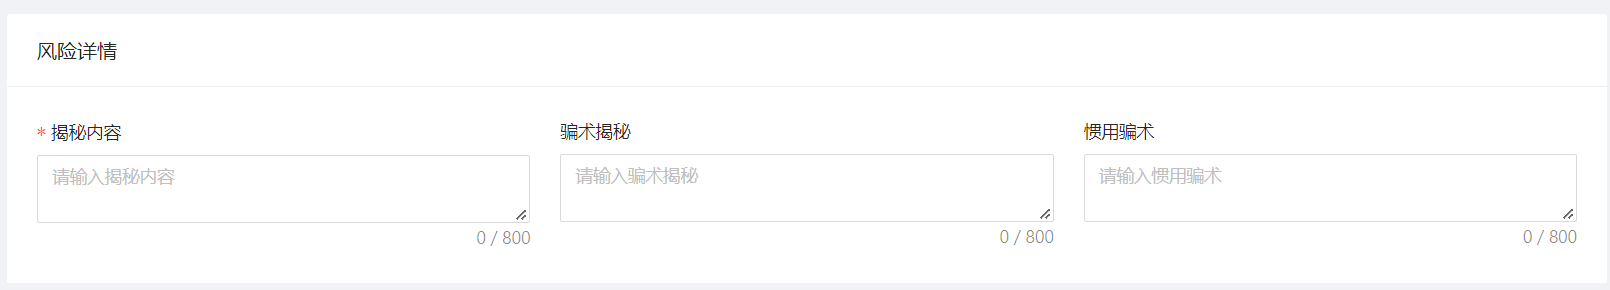 风险详情
* 揭秘内容
骗术揭秘
惯用骗术
请输入揭秘内容
请输入骗术揭秘
请输入惯用骗术
0 / 800
0 / 800
0 / 800